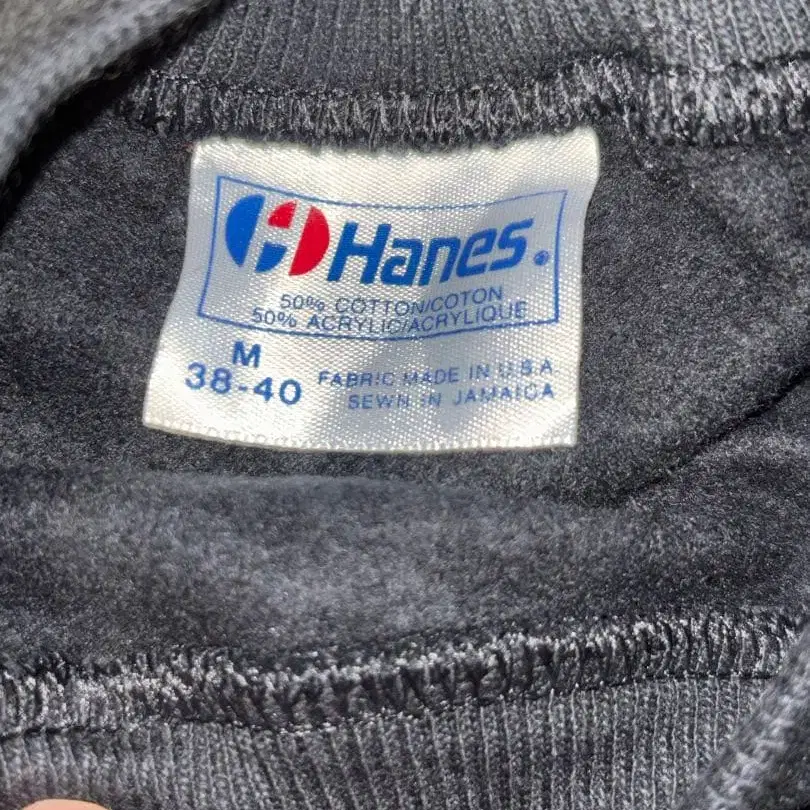 Hanes.
50% COTTON/COTON
50% ACRYLIC/ACRYLIQUE
M
38-40
FABRIC MADE IN U.S.A
SEWN IN JAMAICA